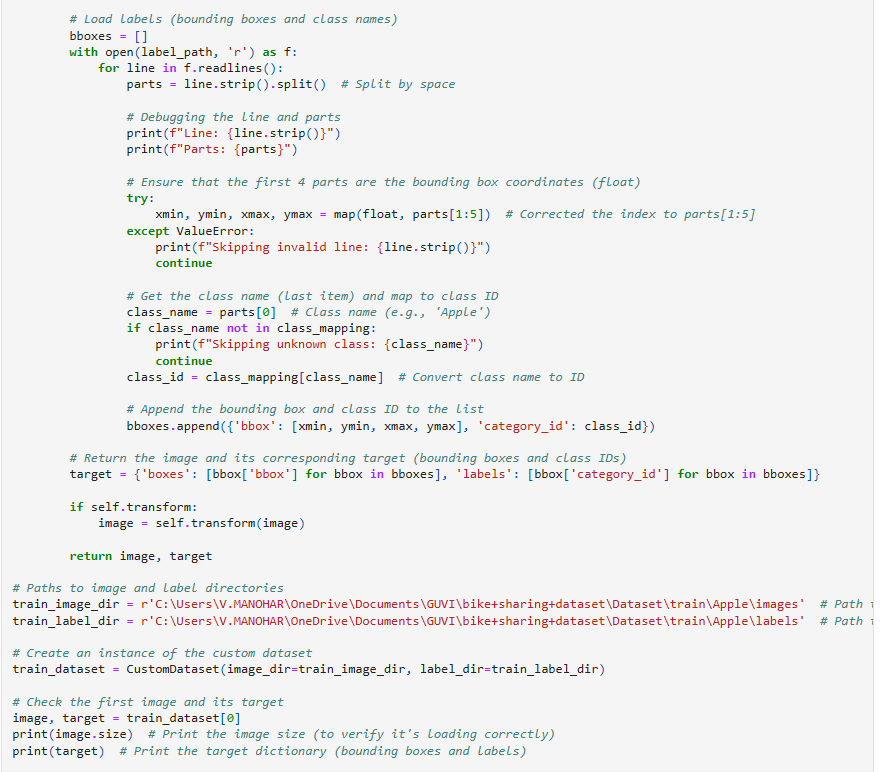 # Load labels (bounding boxes and class names)
bboxes = []
with open(label_path, 'r') as f:
for line in f.readlines():
parts = line.strip().split()  # Split by space
# Debugging the line and parts
print(f"Line: {line.strip()}")
print(f"Parts: {parts}")
# Ensure that the first 4 parts are the bounding box coordinates (float)
try:
xmin, ymin, xmax, ymax = map(float, parts[1:5])  # Corrected the index to parts[1:5]
except ValueError:
print(f"Skipping invalid line: {line.strip()}")
continue
# Get the class name (last item) and map to class ID
class_name = parts[0]  # Class name (e.g., 'Apple')
if class_name not in class_mapping:
print(f"Skipping unknown class: {class_name}")
continue
class_id = class_mapping[class_name]  # Convert class name to ID
# Append the bounding box and class ID to the list
bboxes.append({'bbox': [xmin, ymin, xmax, ymax], 'category_id': class_id})
# Return the image and its corresponding target (bounding boxes and class IDs)
target = {'boxes': [bbox['bbox'] for bbox in bboxes], 'labels': [bbox['category_id'] for bbox in bboxes]}
if self.transform:
image = self.transform(image)
return image, target
# Paths to image and label directories
train_image_dir = r'C:\Users\V.MANOHAR\OneDrive\Documents\GUVI\bike+sharing+dataset\Dataset\train\Apple\images'  # Path
train_label_dir = r'C:\Users\V.MANOHAR\OneDrive\Documents\GUVI\bike+sharing+dataset\Dataset\train\Apple\labels'  # Path
# Create an instance of the custom dataset
train_dataset = CustomDataset(image_dir=train_image_dir, label_dir=train_label_dir)
# Check the first image and its target
image, target = train_dataset[0]
print(image.size)  # Print the image size (to verify it's loading correctly)
print(target)  # Print the target dictionary (bounding boxes and labels)